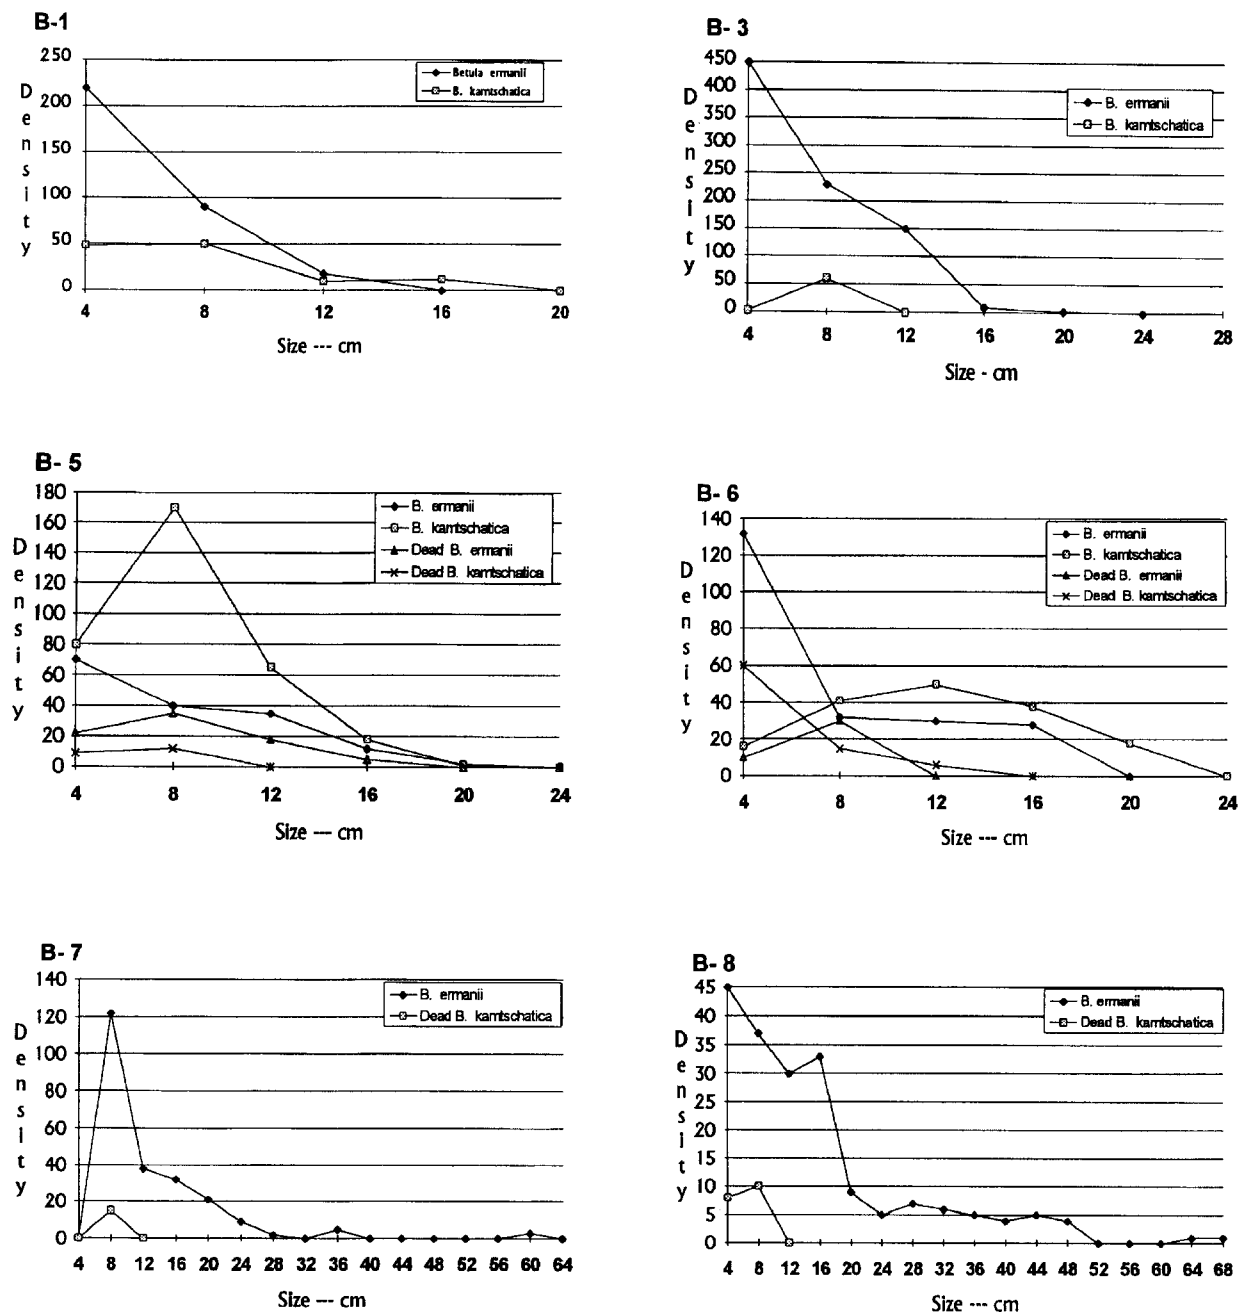 B-1
250
200
150
100
50
0
Density
Betula ermanii
B. kamtschatica
4 8 12 16 20
Size --- cm
B- 3
450
400
350
300
250
200
150
100
50
0
Density
B. ermanii
B. kamtschatica
4 8 12 16 20 24 28
Size - cm
B- 5
180
160
140
120
100
80
60
40
20
0
Density
B. ermanii
B. kamtschatica
Dead B. ermanii
Dead B. kamtschatica
4 8 12 16 20 24
Size --- cm
B- 6
140
120
100
80
60
40
20
0
Density
B. ermanii
B. kamtschatica
Dead B. ermanii
Dead B. kamtschatica
4 8 12 16 20 24
Size --- cm
B- 7
140
120
100
80
60
40
20
0
Density
B. ermanii
Dead B. kamtschatica
4 8 12 16 20 24 28 32 36 40 44 48 52 56 60 64
Size --- cm
B- 8
45
40
35
30
25
20
15
10
5
0
Density
B. ermanii
Dead B. kamtschatica
4 8 12 16 20 24 28 32 36 40 44 48 52 56 60 64 68
Size --- cm